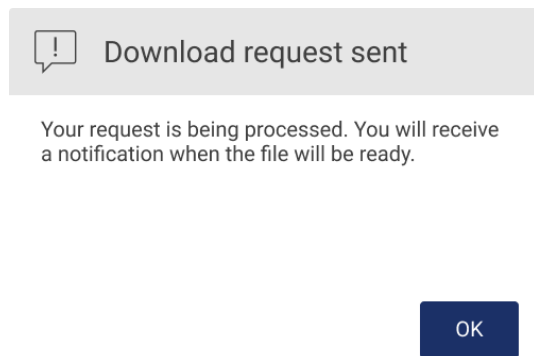 Download request sent
Your request is being processed. You will receive
a notification when the file will be ready.
OK